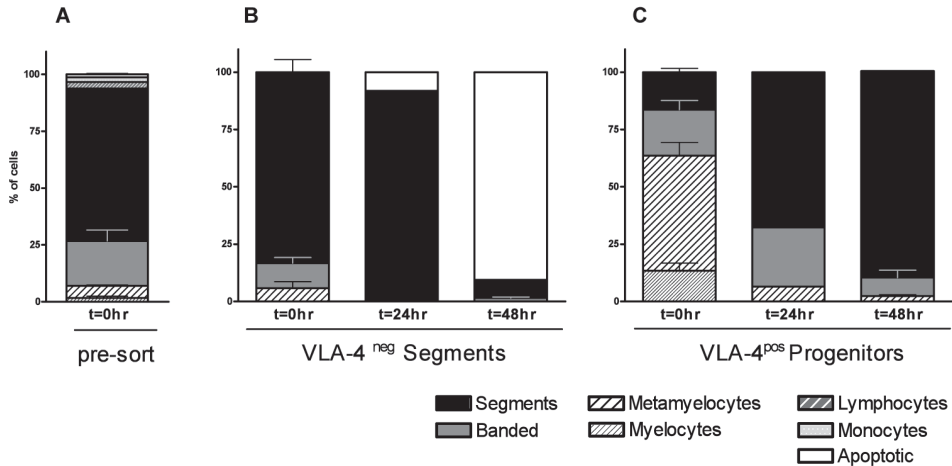 A
B
C
% of cells
100
75
50
25
0
t=0hr
pre-sort
100
75
50
25
0
t=0hr
t=24hr
t=48hr
VLA-4 neg Segments
100
75
50
25
0
t=0hr
t=24hr
t=48hr
VLA-4pos Progenitors
Segments
Metamyelocytes
Lymphocytes
Banded
Myelocytes
Monocytes
Apoptotic